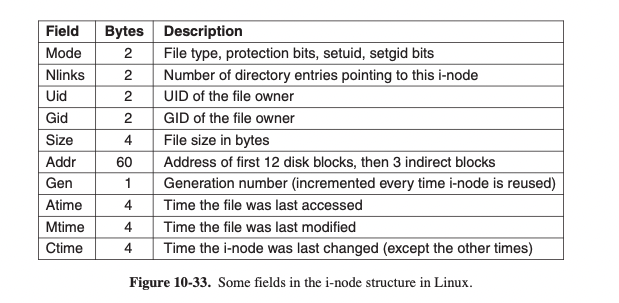 Field Bytes Description
Mode 2 File type, protection bits, setuid, setgid bits
Nlinks 2 Number of directory entries pointing to this i-node
Uid 2 UID of the file owner
Gid 2 GID of the file owner
Size 4 File size in bytes
Addr 60 Address of first 12 disk blocks, then 3 indirect blocks
Gen 1 Generation number (incremented every time i-node is reused)
Atime 4 Time the file was last accessed
Mtime 4 Time the file was last modified
Ctime 4 Time the i-node was last changed (except the other times)
Figure 10-33. Some fields in the i-node structure in Linux.